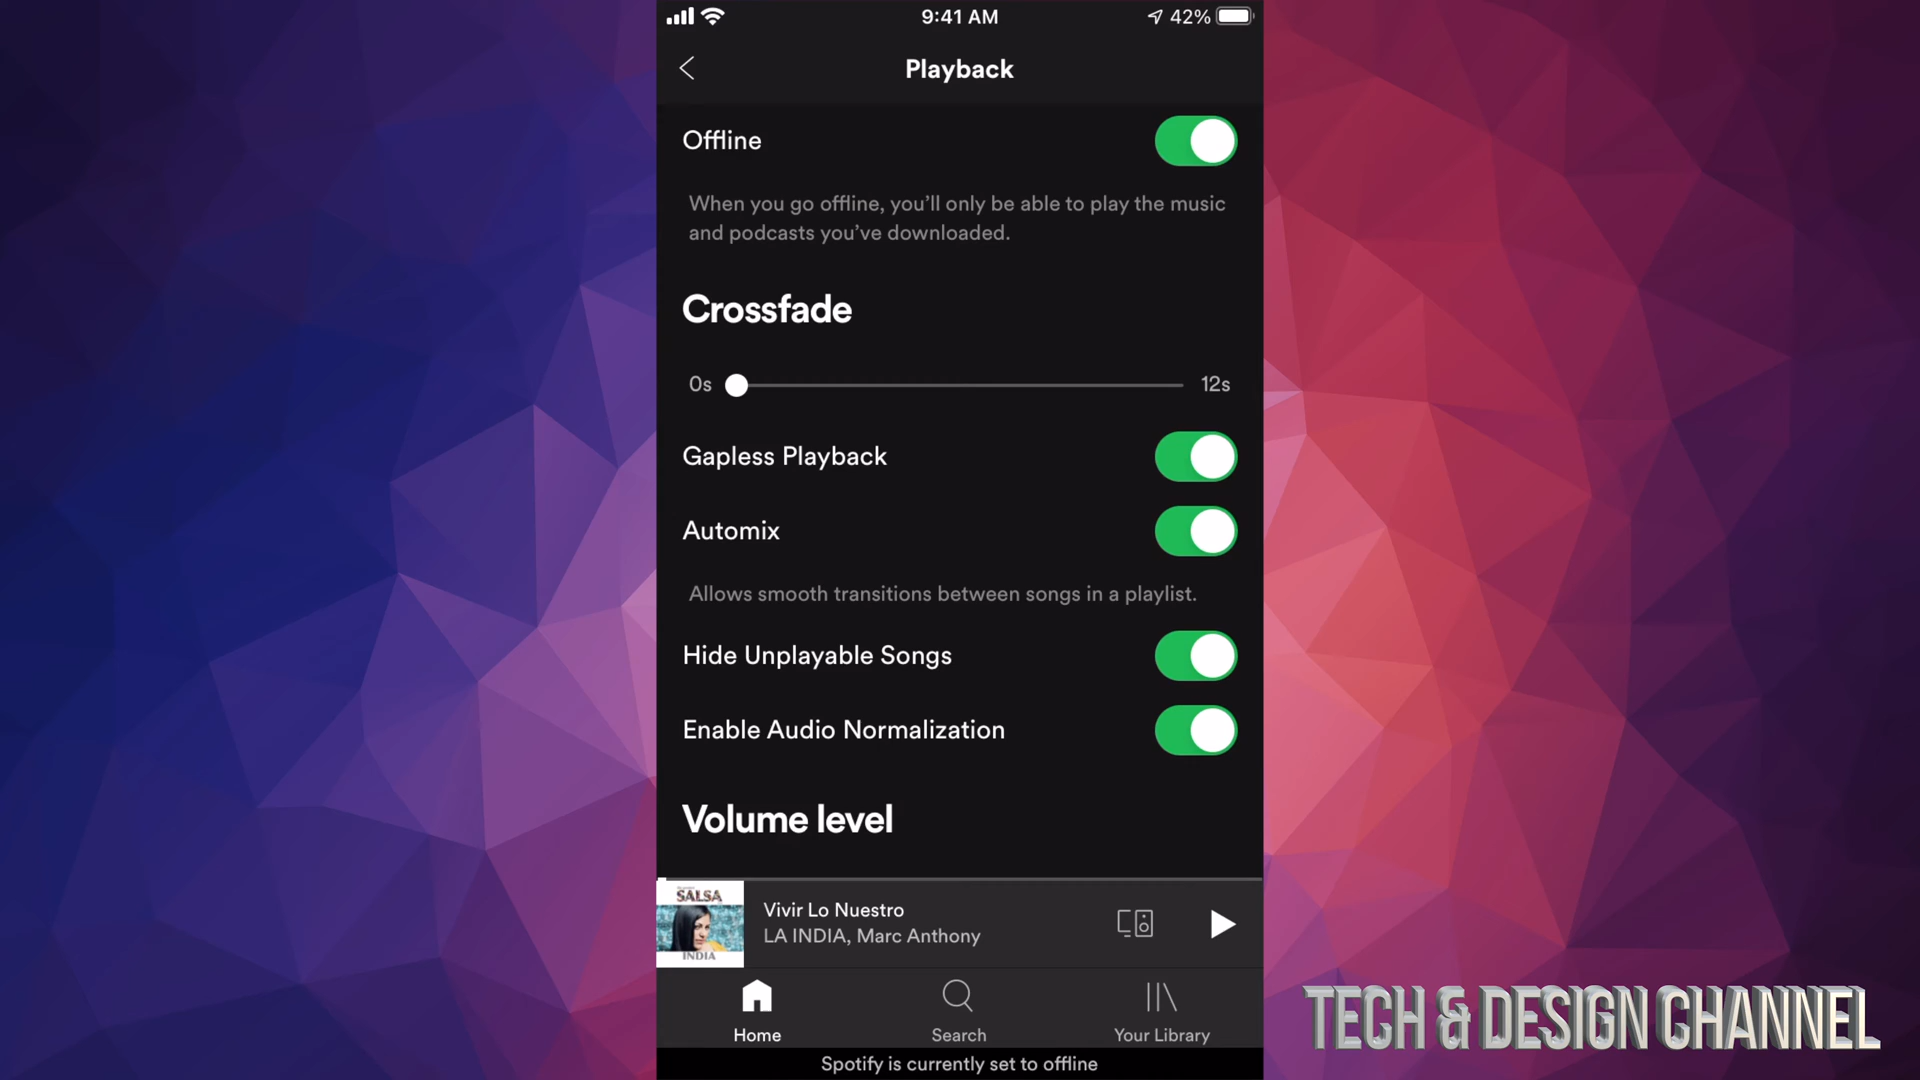 9:41 AM
42%
Playback
Offline
When you go offline, you'll only be able to play the music
and podcasts you've downloaded.
Crossfade
0s
12s
Gapless Playback
Automix
Allows smooth transitions between songs in a playlist.
Hide Unplayable Songs
Enable Audio Normalization
Volume level
SALSA
INDIA
Vivir Lo Nuestro
LA INDIA, Marc Anthony
Home
Search
Your Library
Spotify is currently set to offline
TECH & DESIGN CHANNEL